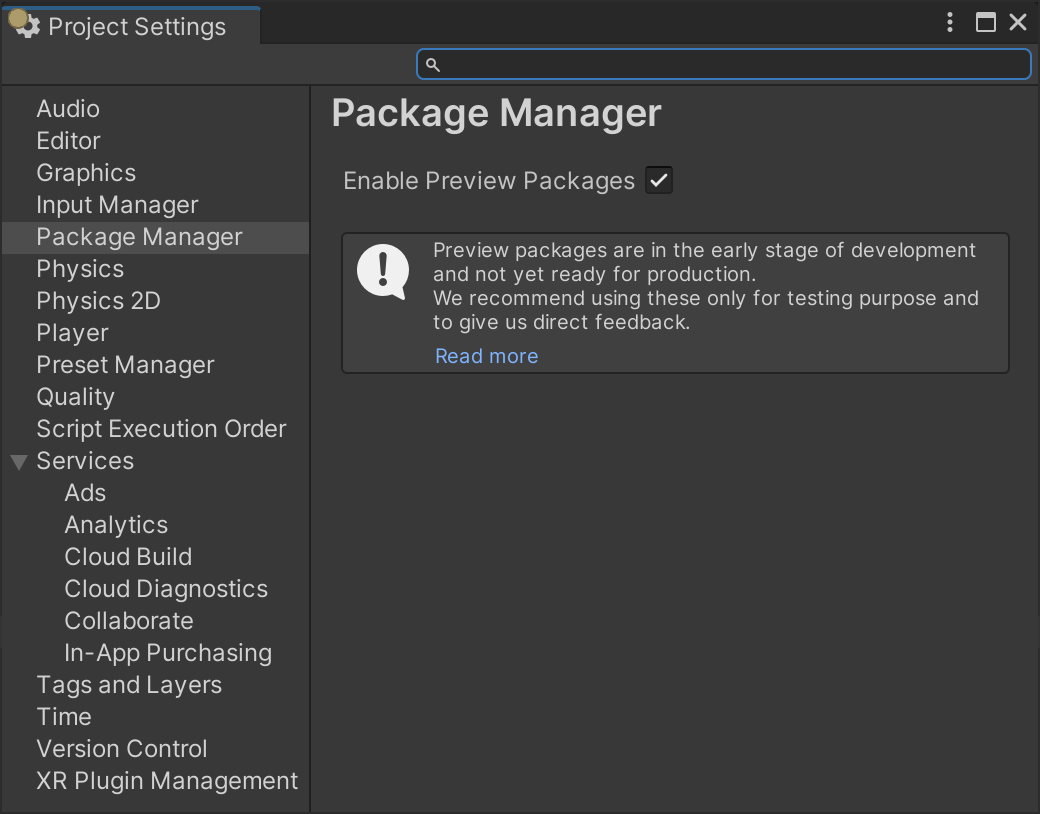 Project Settings
Audio
Editor
Graphics
Input Manager
Package Manager
Physics
Physics 2D
Player
Preset Manager
Quality
Script Execution Order
Services
Ads
Analytics
Cloud Build
Cloud Diagnostics
Collaborate
In-App Purchasing
Tags and Layers
Time
Version Control
XR Plugin Management
Package Manager
Enable Preview Packages
Preview packages are in the early stage of development
and not yet ready for production.
We recommend using these only for testing purpose and
to give us direct feedback.
Read more